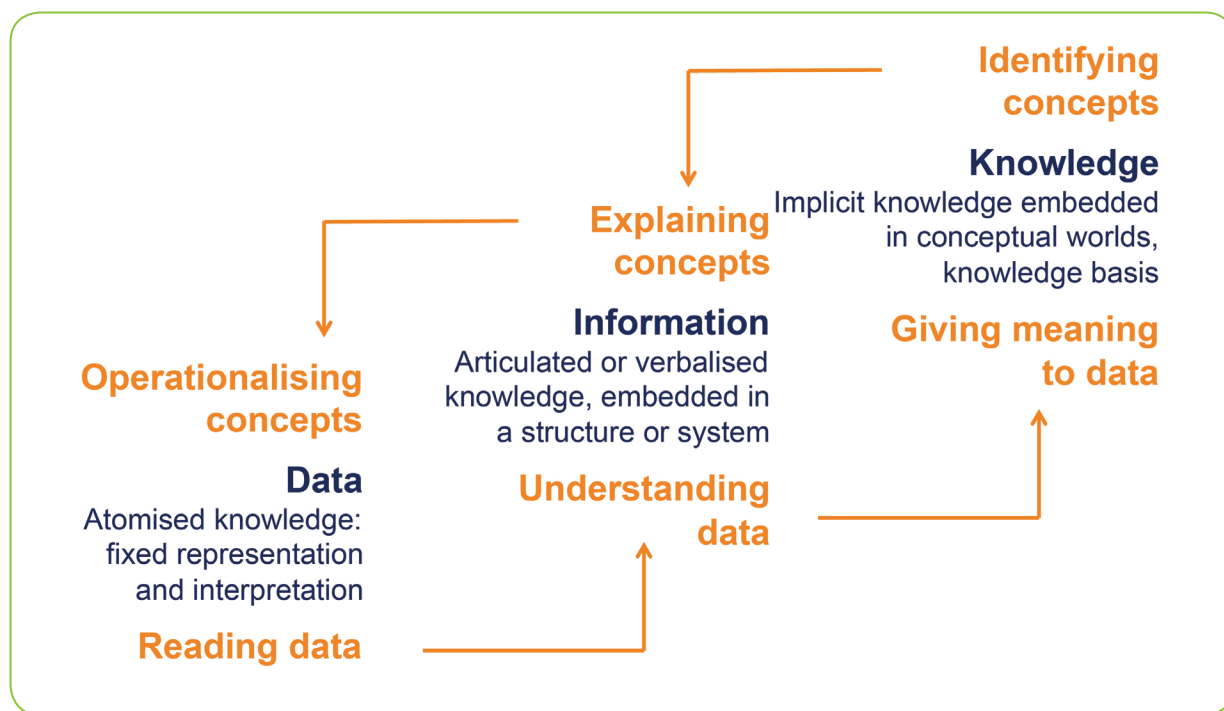 Identifying
concepts
Knowledge
Implicit knowledge embedded
in conceptual worlds,
knowledge basis
Giving meaning
to data
Explaining
concepts
Information
Articulated or verbalised
knowledge, embedded in
a structure or system
Understanding
data
Operationalising
concepts
Data
Atomised knowledge:
fixed representation
and interpretation
Reading data